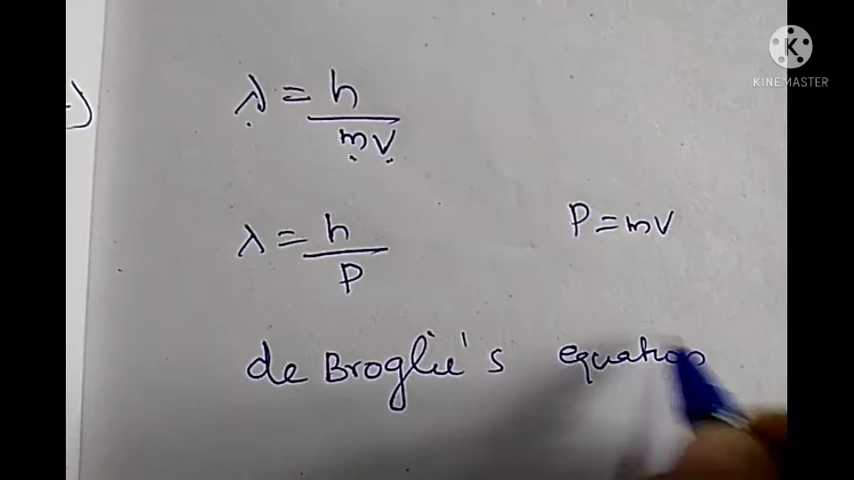 K
KINEMASTER
λ = h
mv
λ = h
P
P = mv
de Broglie's equation